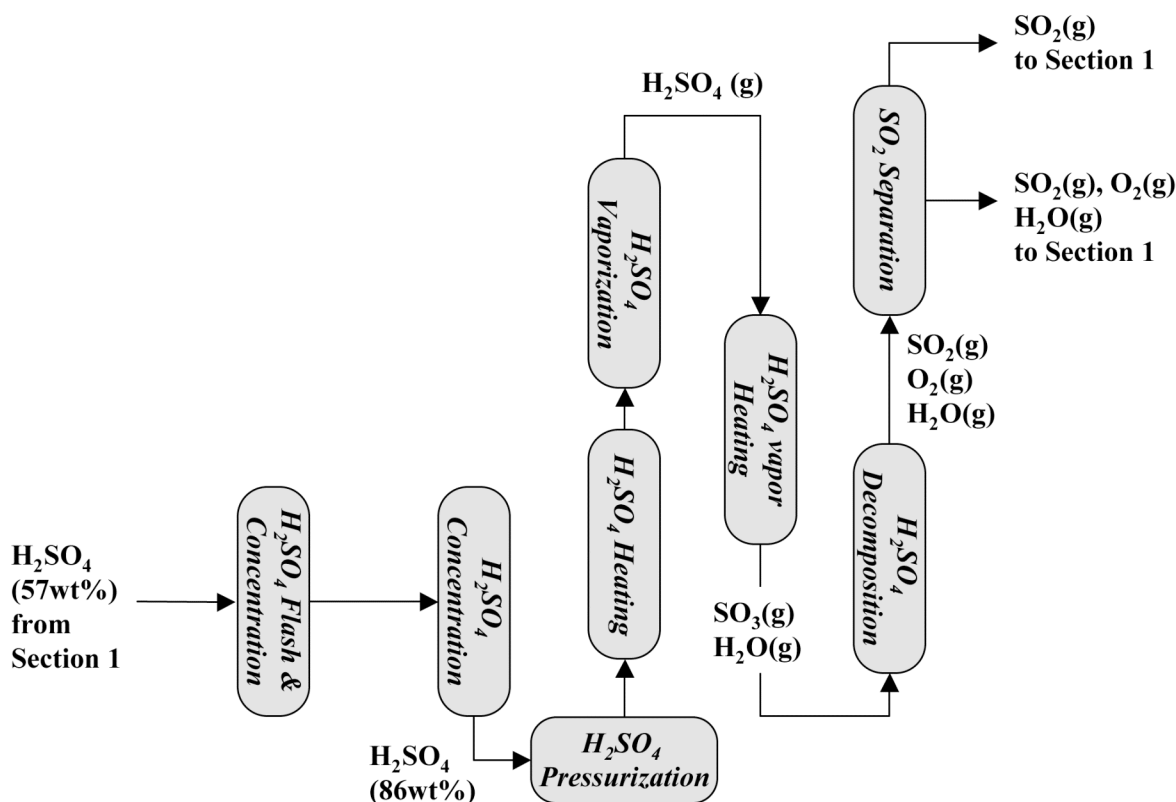 H₂SO₄
(57wt%)
from
Section 1
H₂SO₄ Flash &
Concentration
H₂SO₄
Concentration
H₂SO₄
(86wt%)
H₂SO₄
Pressurization
H₂SO₄ Heating
H₂SO₄
Vaporization
H₂SO₄ (g)
H₂SO₄ vapor
Heating
SO₃(g)
H₂O(g)
H₂SO₄
Decomposition
SO₂(g)
O₂(g)
H₂O(g)
SO₂ Separation
SO₂(g)
to Section 1
SO₂(g), O₂(g)
H₂O(g)
to Section 1